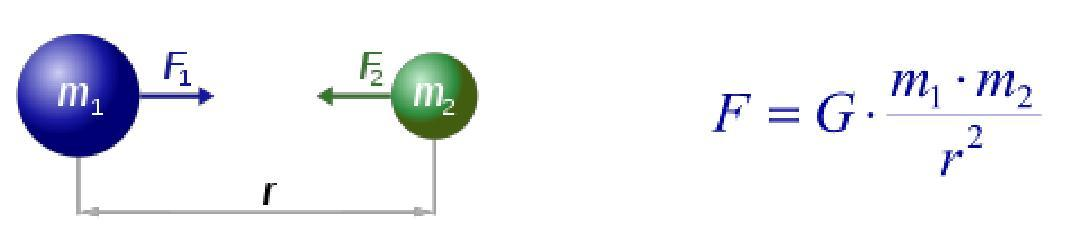 F₁ F₂
m₁ m₂
r
F = G · m₁ · m₂ / r²